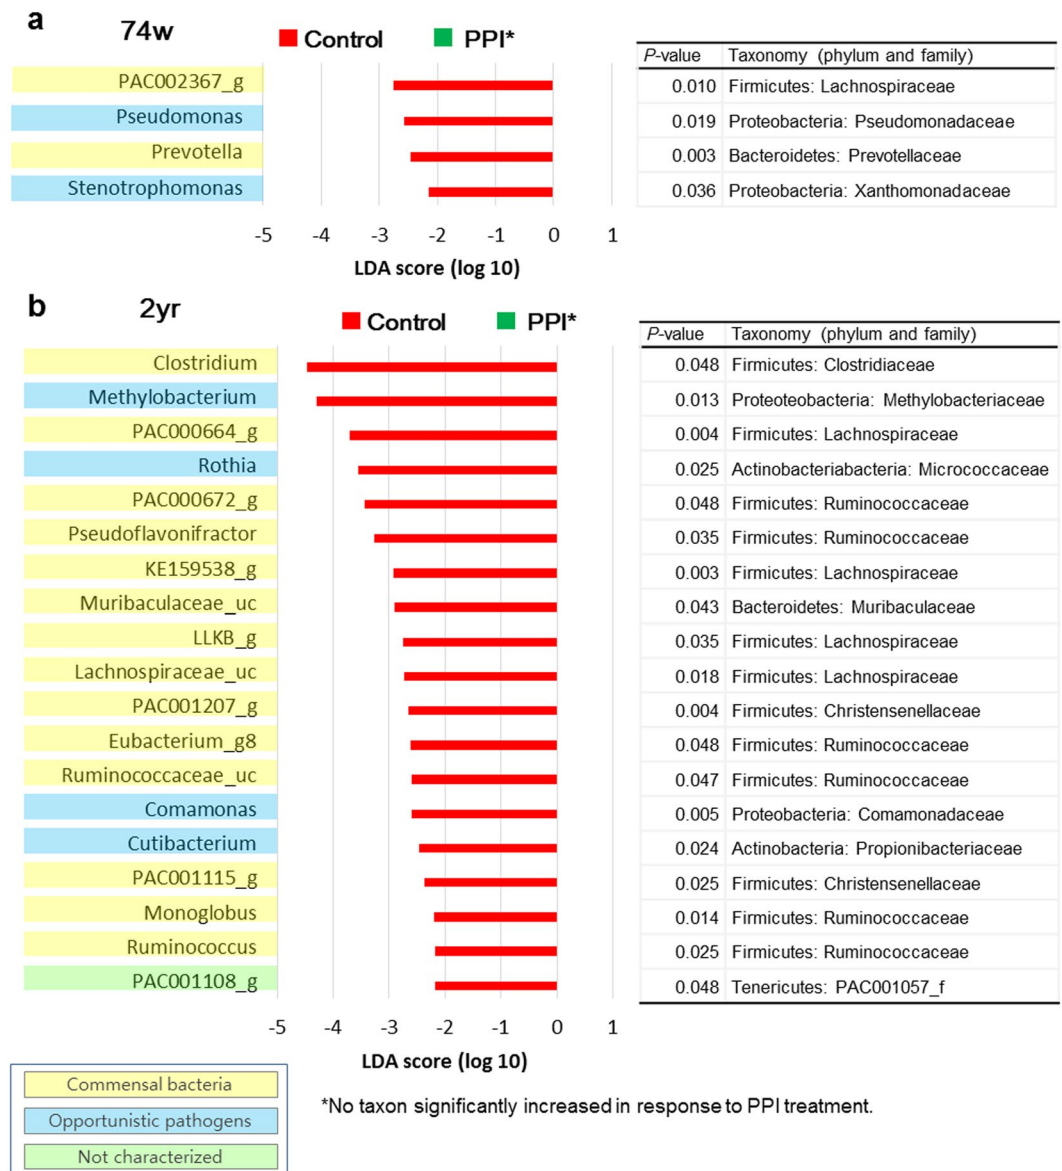 a
74w
Control PPI*
P-value Taxonomy (phylum and family)
PAC002367_g 0.010 Firmicutes: Lachnospiraceae
Pseudomonas 0.019 Proteobacteria: Pseudomonadaceae
Prevotella 0.003 Bacteroidetes: Prevotellaceae
Stenotrophomonas 0.036 Proteobacteria: Xanthomonadaceae
-5 -4 -3 -2 -1 0 1
LDA score (log 10)
b
2yr
Control PPI*
P-value Taxonomy (phylum and family)
Clostridium 0.048 Firmicutes: Clostridiaceae
Methylobacterium 0.013 Proteoteobacteria: Methylobacteriaceae
PAC000664_g 0.004 Firmicutes: Lachnospiraceae
Rothia 0.025 Actinobacteriabacteria: Micrococcaceae
PAC000672_g 0.048 Firmicutes: Ruminococcaceae
Pseudoflavonifractor 0.035 Firmicutes: Ruminococcaceae
KE159538_g 0.003 Firmicutes: Lachnospiraceae
Muribaculaceae_uc 0.043 Bacteroidetes: Muribaculaceae
LLKB_g 0.035 Firmicutes: Lachnospiraceae
Lachnospiraceae_uc 0.018 Firmicutes: Lachnospiraceae
PAC001207_g 0.004 Firmicutes: Christensenellaceae
Eubacterium_g8 0.048 Firmicutes: Ruminococcaceae
Ruminococcaceae_uc 0.047 Firmicutes: Ruminococcaceae
Comamonas 0.005 Proteobacteria: Comamonadaceae
Cutibacterium 0.024 Actinobacteria: Propionibacteriaceae
PAC001115_g 0.025 Firmicutes: Christensenellaceae
Monoglobus 0.014 Firmicutes: Ruminococcaceae
Ruminococcus 0.025 Firmicutes: Ruminococcaceae
PAC001108_g 0.048 Tenericutes: PAC001057_f
-5 -4 -3 -2 -1 0 1
LDA score (log 10)
Commensal bacteria
Opportunistic pathogens
Not characterized
*No taxon significantly increased in response to PPI treatment.